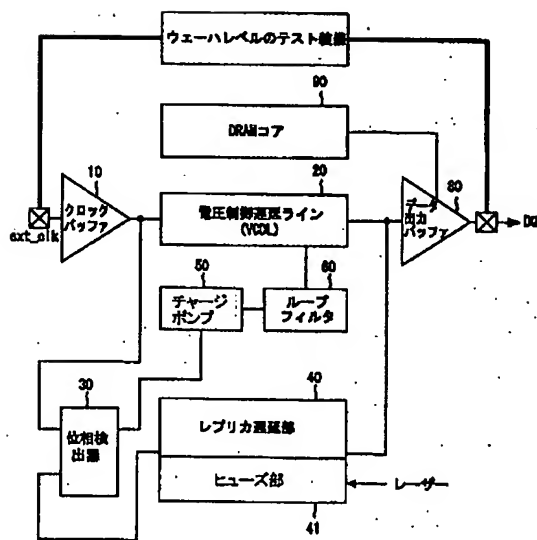 ウェーハレベルのテスト装備
90
DRAMコア
10
20
80
クロック
バッファ
電圧制御遅延ライン
(VCDL)
データ
出力
バッファ
ext_clk
DQ
50
60
チャージ
ポンプ
ループ
フィルタ
30
40
位相検
出器
レプリカ遅延部
ヒューズ部
レーザー
41